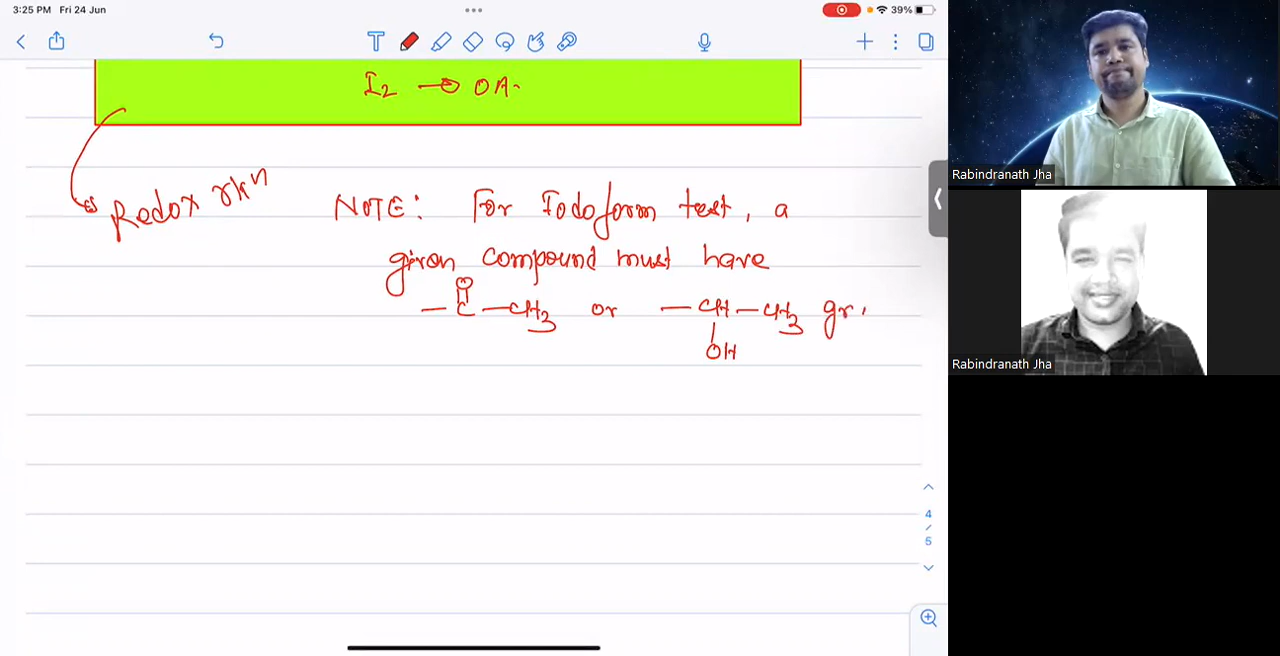 3:25 PM Fri 24 Jun
39%
I2 → OA.
Redox rxn
NOTE: For Iodoform test, a
given compound must have
O
— C — CH3 or — CH — CH3 gr.
OH
4
/
5
Rabindranath Jha
Rabindranath Jha